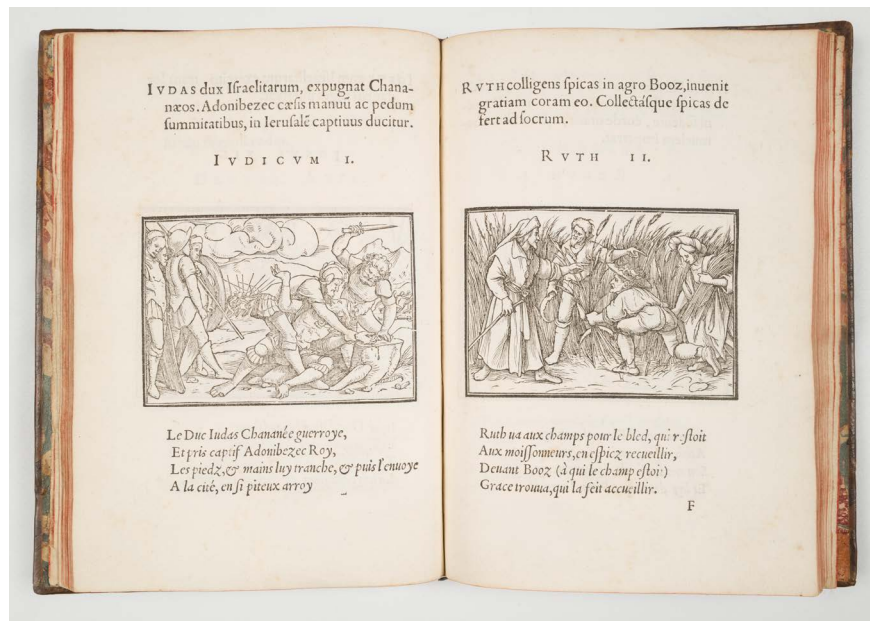 IVDAS dux Iſraelitarum, expugnat Chana-
næos. Adonibezec cæſis manuū ac pedum
ſummitatibus, in Ieruſalē captiuus ducitur.
IVDICVM I.
Le Duc Iudas Chananée guerroye,
Et pris captif Adonibezec Roy,
Les piedz, & mains luy tranche, & puis l'enuoye
A la cité, en ſi piteux arroy
RVTH colligens ſpicas in agro Booz, inuenit
gratiam coram eo. Collectáſque ſpicas de
fert ad ſocrum.
RVTH II.
Ruth ua aux champs pour le bled, qui reſtoit
Aux moiſſonneurs, en eſpicz recueillir,
Deuant Booz (à qui le champ eſtoit)
Grace trouua, qui la feit accueillir.
F